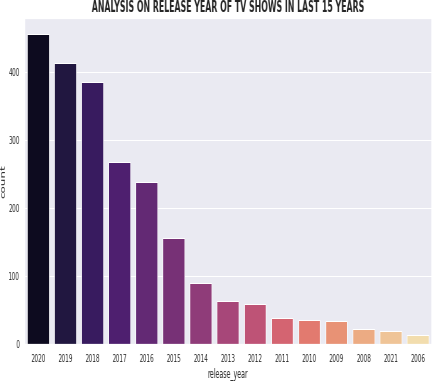 ANALYSIS ON RELEASE YEAR OF TV SHOWS IN LAST 15 YEARS
count
400
300
200
100
0
2020 2019 2018 2017 2016 2015 2014 2013 2012 2011 2010 2009 2008 2021 2006
release_year